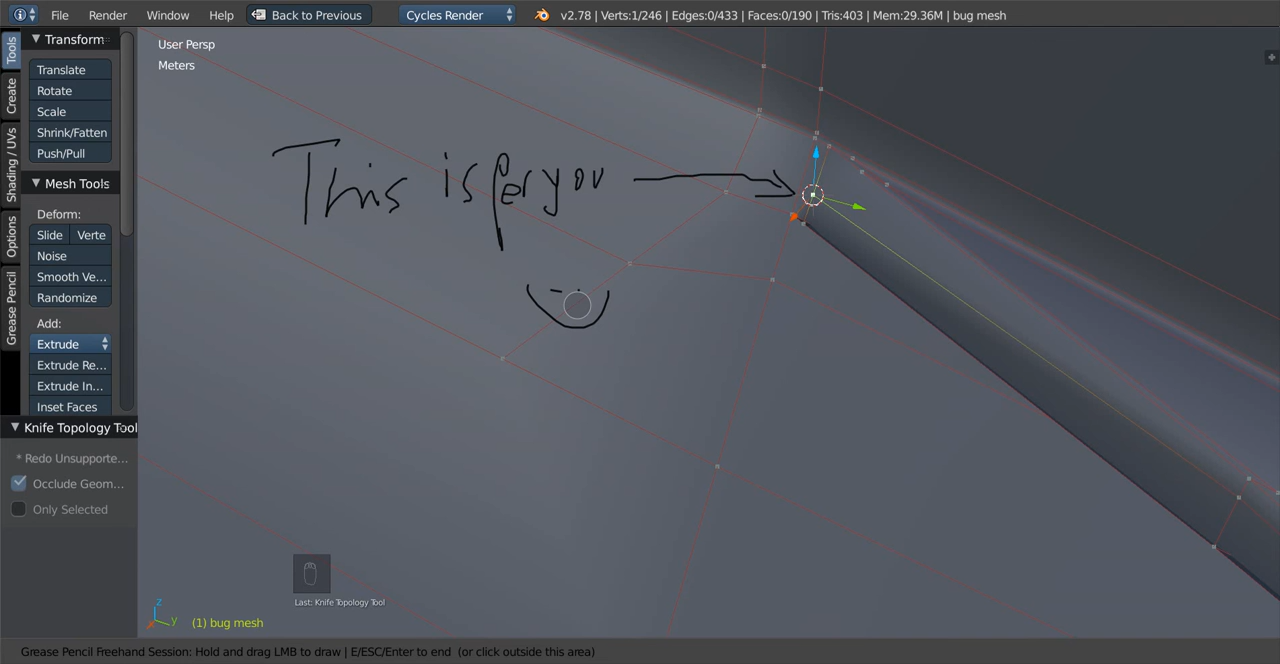 File Render Window Help Back to Previous Cycles Render v2.78 | Verts:1/246 | Edges:0/433 | Faces:0/190 | Tris:403 | Mem:29.36M | bug mesh
Tools
Create
Shading / UVs
Options
Grease Pencil
Transform
Translate
Rotate
Scale
Shrink/Fatten
Push/Pull
Mesh Tools
Deform:
Slide Verte
Noise
Smooth Ve...
Randomize
Add:
Extrude
Extrude Re...
Extrude In...
Inset Faces
Knife Topology Tool
* Redo Unsupporte...
Occlude Geom...
Only Selected
User Persp
Meters
This is for you
Last: Knife Topology Tool
z
y
(1) bug mesh
Grease Pencil Freehand Session: Hold and drag LMB to draw | E/ESC/Enter to end (or click outside this area)